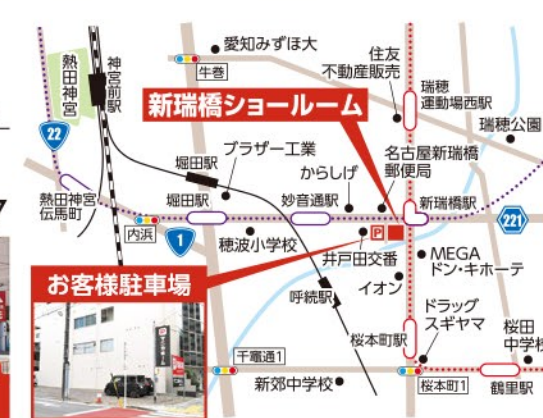 愛知みずほ大
牛巻
住友
不動産販売
瑞穂
運動場西駅
瑞穂公園
熱田神宮
神宮前駅
新瑞橋ショールーム
22
堀田駅
ブラザー工業
からしげ
名古屋新瑞橋
郵便局
熱田神宮
伝馬町
堀田駅
妙音通駅
新瑞橋駅
221
内浜
1
穂波小学校
P
井戸田交番
MEGA
ドン・キホーテ
お客様駐車場
呼続駅
イオン
ドラッグ
スギヤマ
桜本町駅
桜田
中学校
千竈通1
新郊中学校
桜本町1
鶴里駅